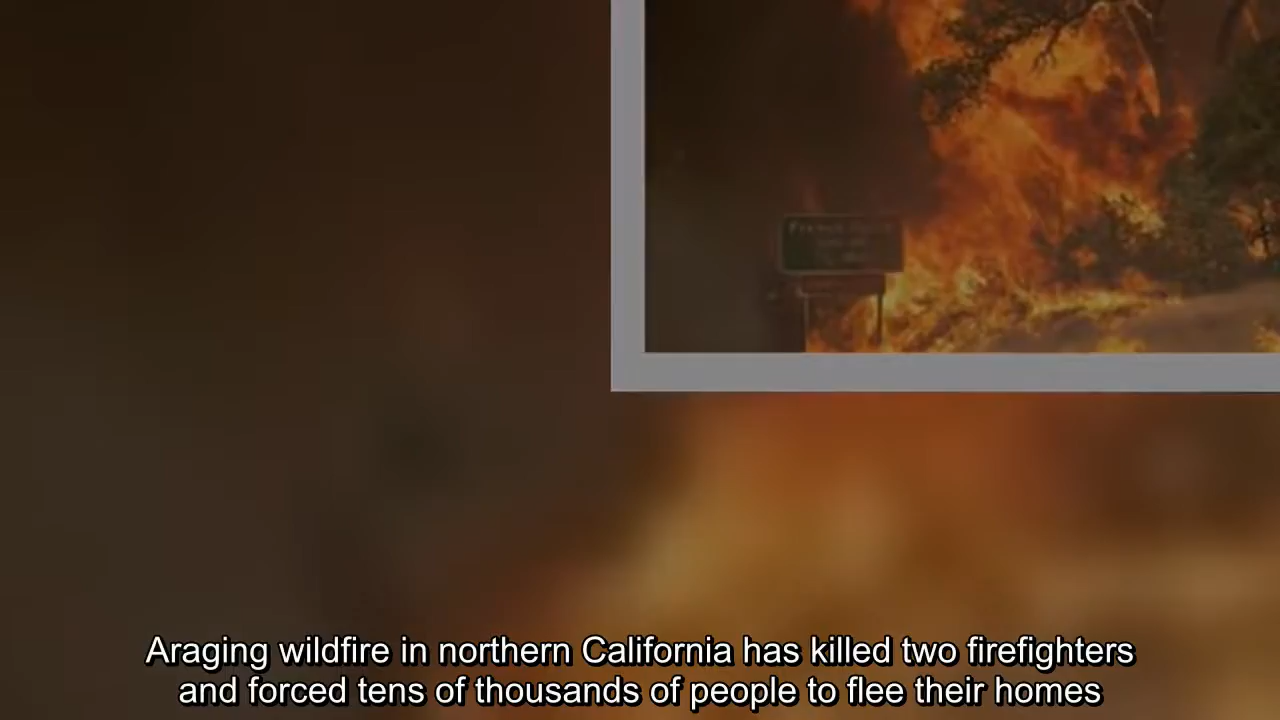 Araging wildfire in northern California has killed two firefighters
and forced tens of thousands of people to flee their homes